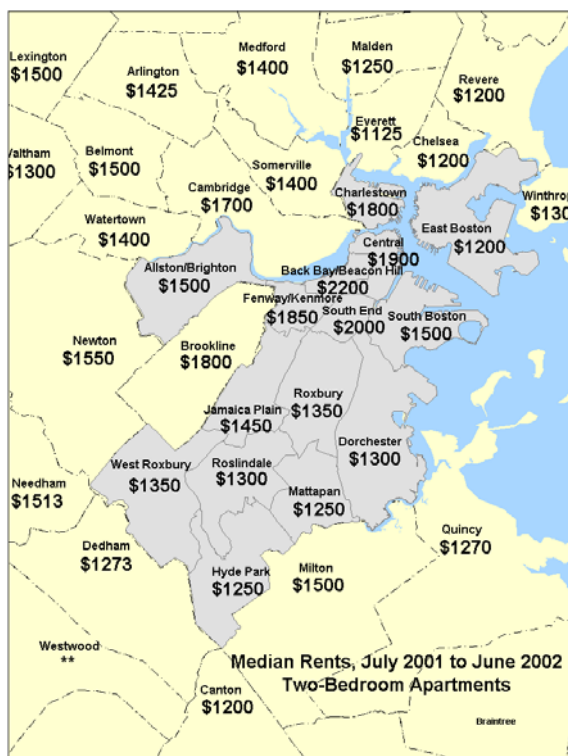 Medford
$1400
Malden
$1250
Lexington
$1500
Arlington
$1425
Revere
$1200
Everett
$1125
Chelsea
$1200
Waltham
$1300
Belmont
$1500
Somerville
$1400
Cambridge
$1700
Charlestown
$1800
Winthrop
$130
Watertown
$1400
East Boston
$1200
Central
$1900
Allston/Brighton
$1500
Back Bay/Beacon Hill
$2200
Fenway/Kenmore
$1850
South End
$2000
South Boston
$1500
Newton
$1550
Brookline
$1800
Roxbury
$1350
Jamaica Plain
$1450
Dorchester
$1300
West Roxbury
$1350
Roslindale
$1300
Mattapan
$1250
Needham
$1513
Quincy
$1270
Dedham
$1273
Hyde Park
$1250
Milton
$1500
Westwood
**
Median Rents, July 2001 to June 2002
Two-Bedroom Apartments
Canton
$1200
Braintree